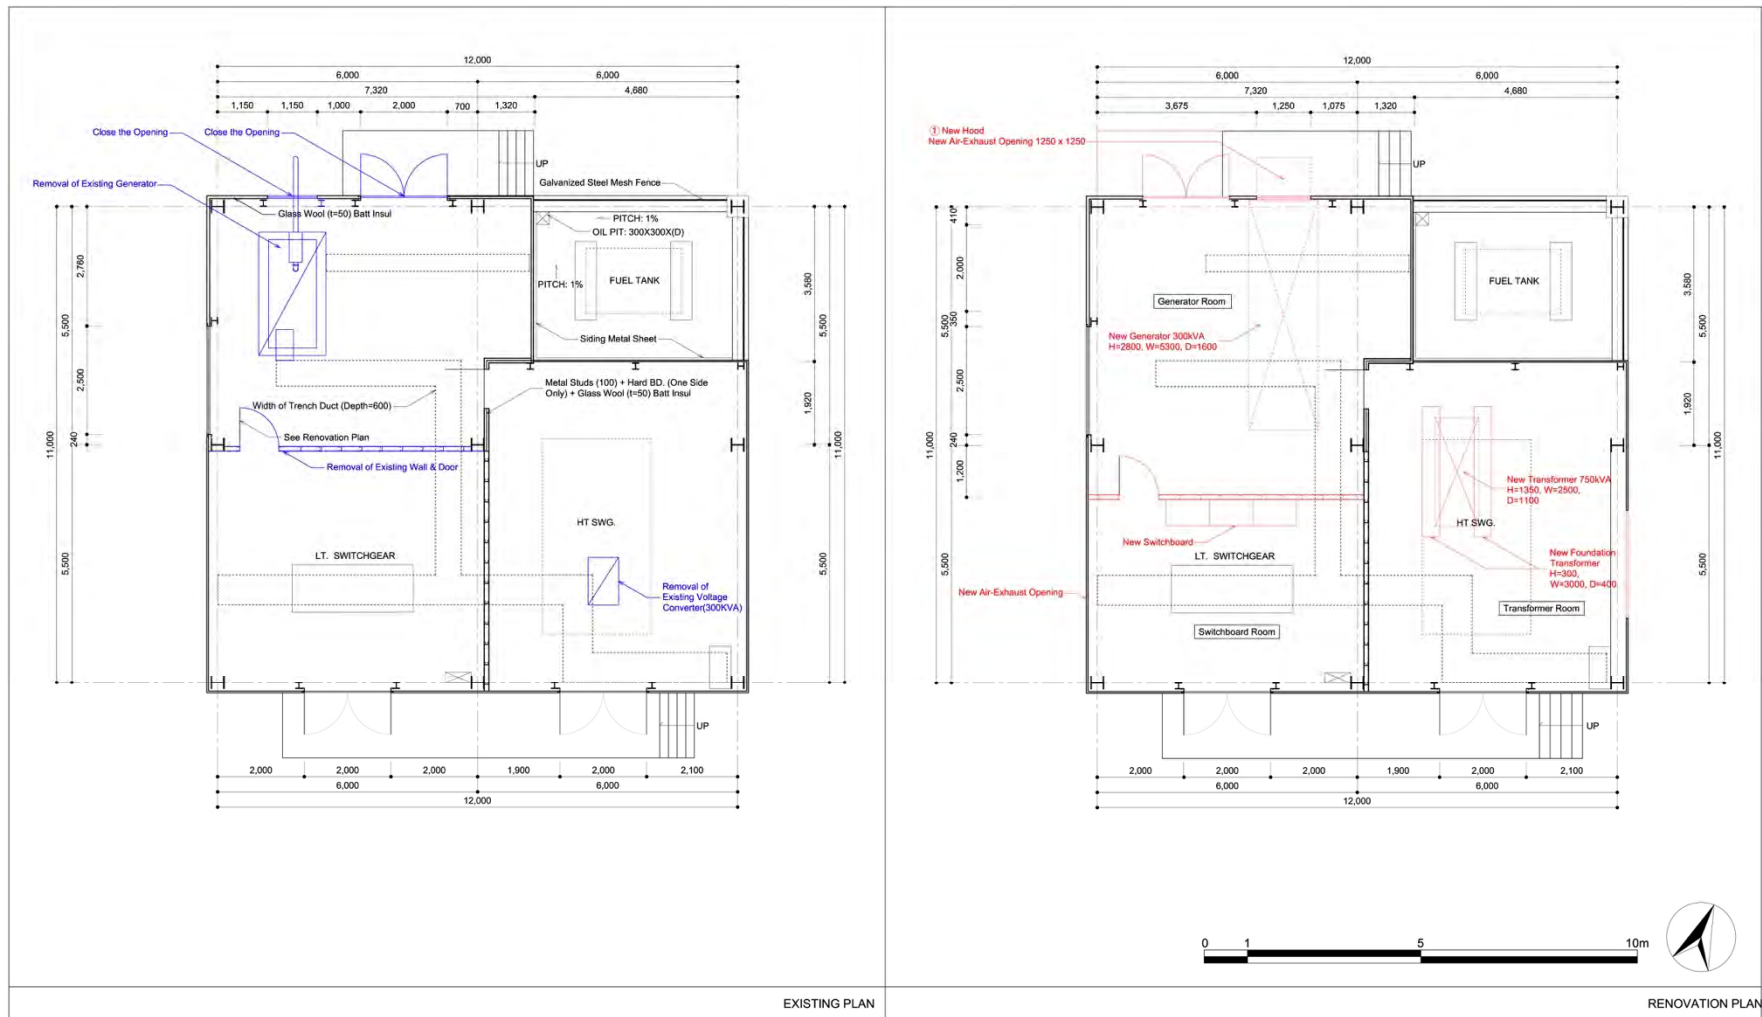 12,000
6,000
6,000
7,320
4,680
1,150
1,150
1,000
2,000
700
1,320
Close the Opening
Close the Opening
Removal of Existing Generator
UP
Galvanized Steel Mesh Fence
Glass Wool (t=50) Batt Insul
PITCH: 1%
OIL PIT: 300X300X(D)
PITCH: 1%
FUEL TANK
Siding Metal Sheet
Metal Studs (100) + Hard BD. (One Side
Only) + Glass Wool (t=50) Batt Insul
Width of Trench Duct (Depth=600)
See Renovation Plan
Removal of Existing Wall & Door
HT SWG.
LT. SWITCHGEAR
Removal of
Existing Voltage
Converter(300KVA)
UP
11,000
5,500
5,500
2,760
2,500
240
3,580
1,920
5,500
5,500
11,000
2,000
2,000
2,000
1,900
2,000
2,100
6,000
6,000
12,000
EXISTING PLAN
12,000
6,000
6,000
7,320
4,680
3,675
1,250
1,075
1,320
① New Hood
New Air-Exhaust Opening 1250 x 1250
UP
FUEL TANK
Generator Room
New Generator 300kVA
H=2800, W=5300, D=1600
New Transformer 750kVA
H=1350, W=2500,
D=1100
HT SWG.
New Switchboard
LT. SWITCHGEAR
New Foundation
Transformer
H=300,
W=3000, D=400
New Air-Exhaust Opening
Transformer Room
Switchboard Room
UP
11,000
5,500
5,500
410
2,000
350
2,500
240
1,200
3,580
1,920
5,500
5,500
11,000
2,000
2,000
2,000
1,900
2,000
2,100
6,000
6,000
12,000
0
1
5
10m
RENOVATION PLAN